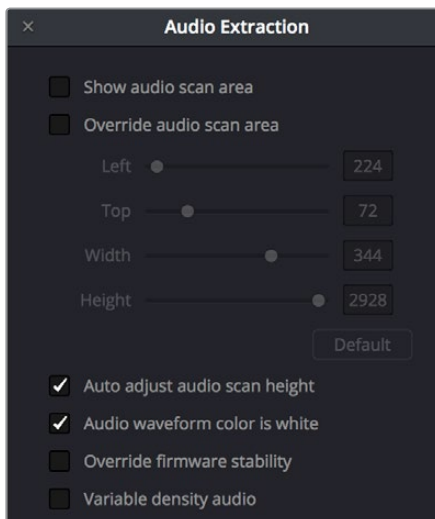 Audio Extraction
Show audio scan area
Override audio scan area
Left 224
Top 72
Width 344
Height 2928
Default
Auto adjust audio scan height
Audio waveform color is white
Override firmware stability
Variable density audio